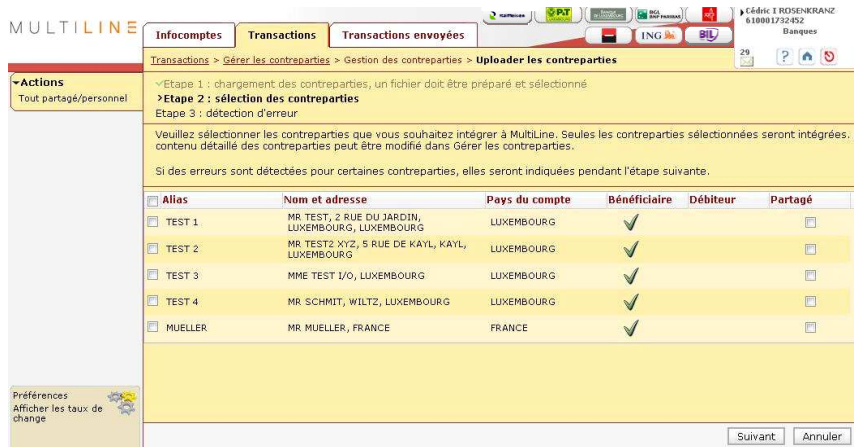 MULTILINE
Infocomptes
Transactions
Transactions envoyées
Raiffeisen
P&T
BGL
BNP PARIBAS
ING
BIL
Cédric I ROSENKRANZ
610001732452
Banques
29
?
Transactions > Gérer les contreparties > Gestion des contreparties > Uploader les contreparties
Actions
Tout partagé/personnel
Etape 1 : chargement des contreparties, un fichier doit être préparé et sélectionné
>Etape 2 : sélection des contreparties
Etape 3 : détection d'erreur
Veuillez sélectionner les contreparties que vous souhaitez intégrer à MultiLine. Seules les contreparties sélectionnées seront intégrées.
contenu détaillé des contreparties peut être modifié dans Gérer les contreparties.
Si des erreurs sont détectées pour certaines contreparties, elles seront indiquées pendant l'étape suivante.
Alias Nom et adresse Pays du compte Bénéficiaire Débiteur Partagé
TEST 1 MR TEST, 2 RUE DU JARDIN, LUXEMBOURG
LUXEMBOURG, LUXEMBOURG
TEST 2 MR TEST2 XYZ, 5 RUE DE KAYL, KAYL, LUXEMBOURG
LUXEMBOURG
TEST 3 MME TEST I/O, LUXEMBOURG LUXEMBOURG
TEST 4 MR SCHMIT, WILTZ, LUXEMBOURG LUXEMBOURG
MUELLER MR MUELLER, FRANCE FRANCE
Préférences
Afficher les taux de
change
Suivant
Annuler